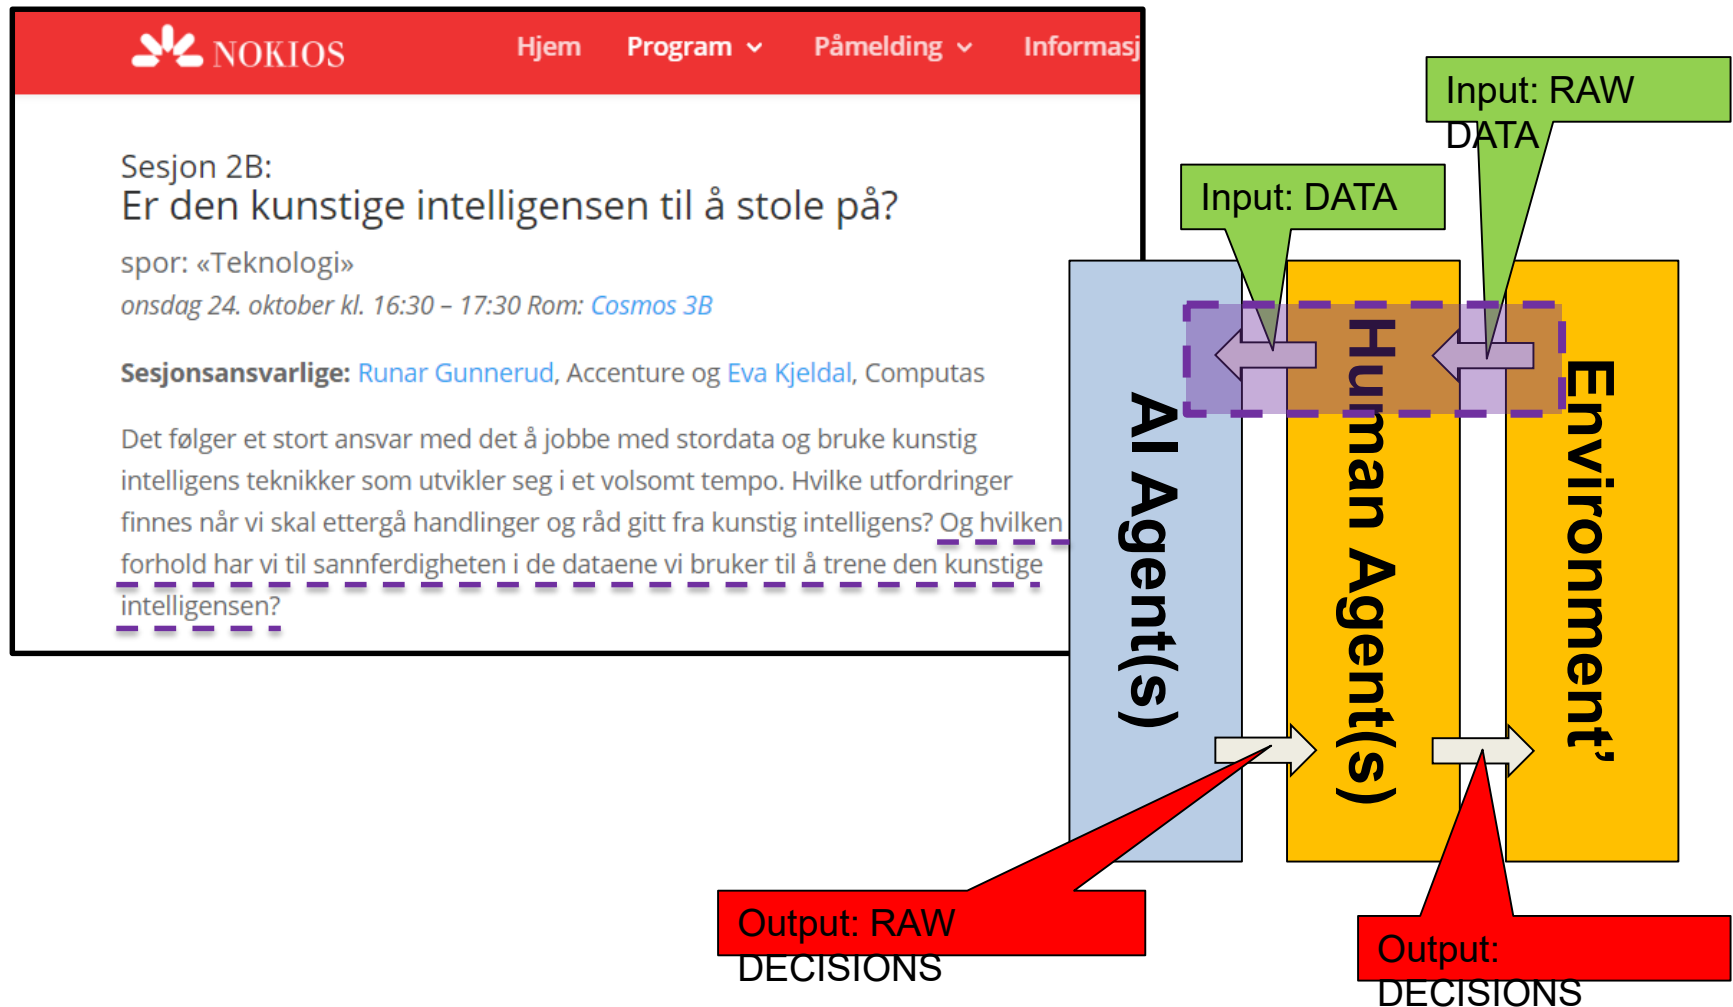 NOKIOS
Hjem Program Påmelding Informasj
Sesjon 2B:
Er den kunstige intelligensen til å stole på?
spor: «Teknologi»
onsdag 24. oktober kl. 16:30 – 17:30 Rom: Cosmos 3B
Sesjonsansvarlige: Runar Gunnerud, Accenture og Eva Kjeldal, Computas
Det følger et stort ansvar med det å jobbe med stordata og bruke kunstig
intelligens teknikker som utvikler seg i et volsomt tempo. Hvilke utfordringer
finnes når vi skal ettergå handlinger og råd gitt fra kunstig intelligens? Og hvilken
forhold har vi til sannferdigheten i de dataene vi bruker til å trene den kunstige
intelligensen?
Input: RAW
DATA
Input: DATA
AI Agent(s)
Human Agent(s)
Environment’
Output: RAW
DECISIONS
Output:
DECISIONS